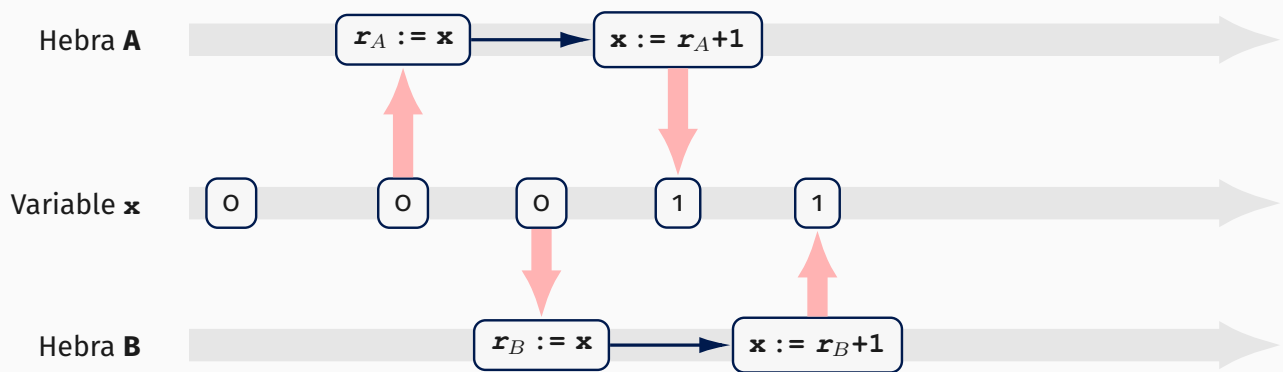 Hebra A
r_A := x
x := r_A+1
Variable x
0
0
0
1
1
Hebra B
r_B := x
x := r_B+1